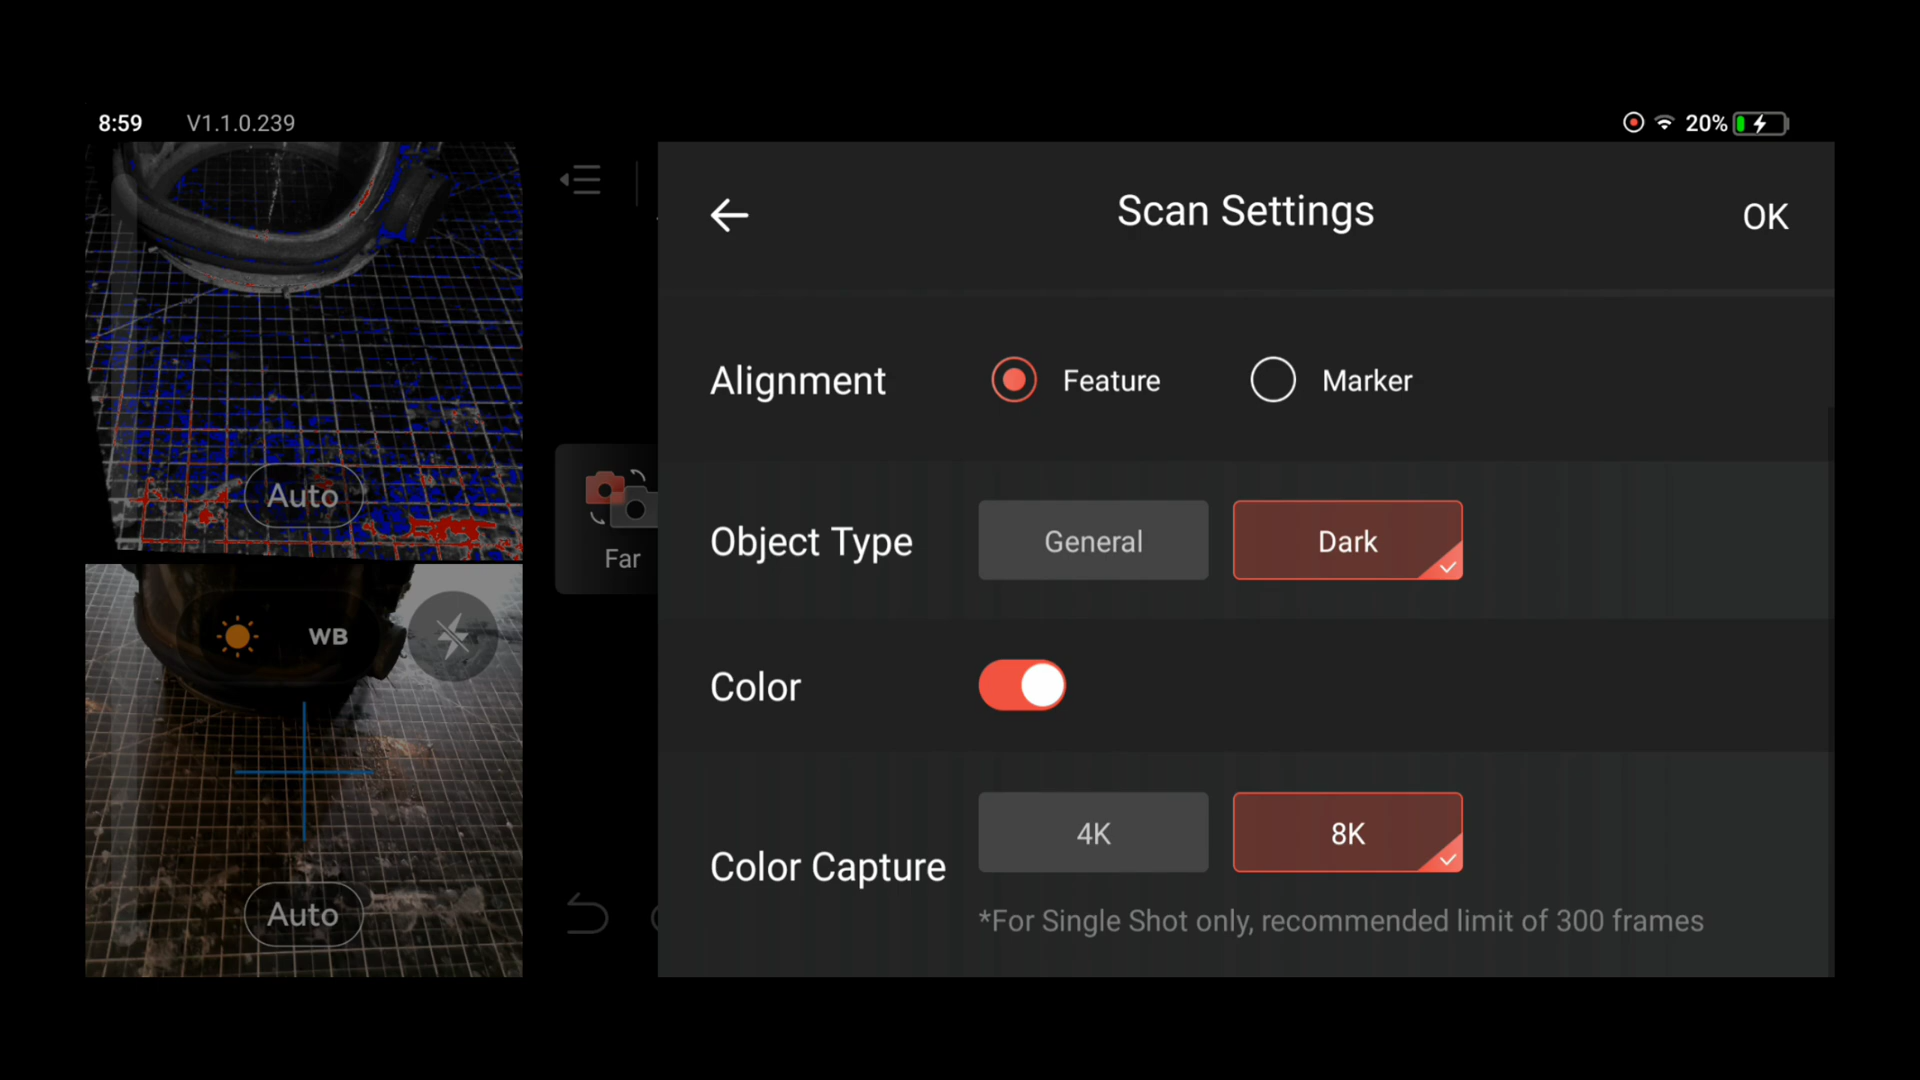 8:59 V1.1.0.239 20%
Scan Settings
OK
Alignment Feature Marker
Auto
Far
Object Type General Dark
WB
Color
4K 8K
Color Capture
Auto
*For Single Shot only, recommended limit of 300 frames